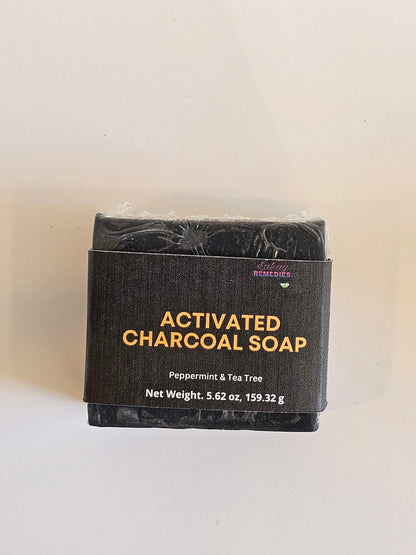 REMEDIES
ACTIVATED
CHARCOAL SOAP
Peppermint & Tea Tree
Net Weight. 5.62 oz, 159.32 g